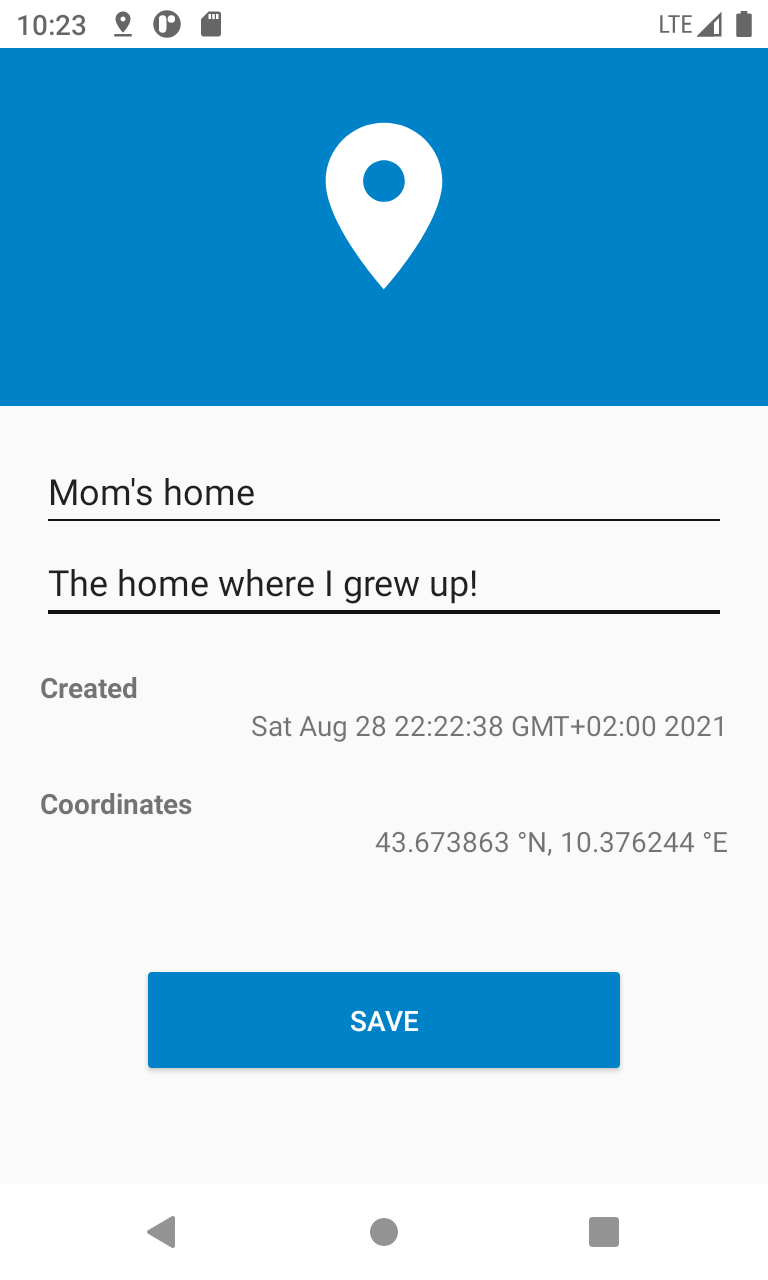 10:23
LTE
Mom's home
The home where I grew up!
Created
Sat Aug 28 22:22:38 GMT+02:00 2021
Coordinates
43.673863 °N, 10.376244 °E
SAVE